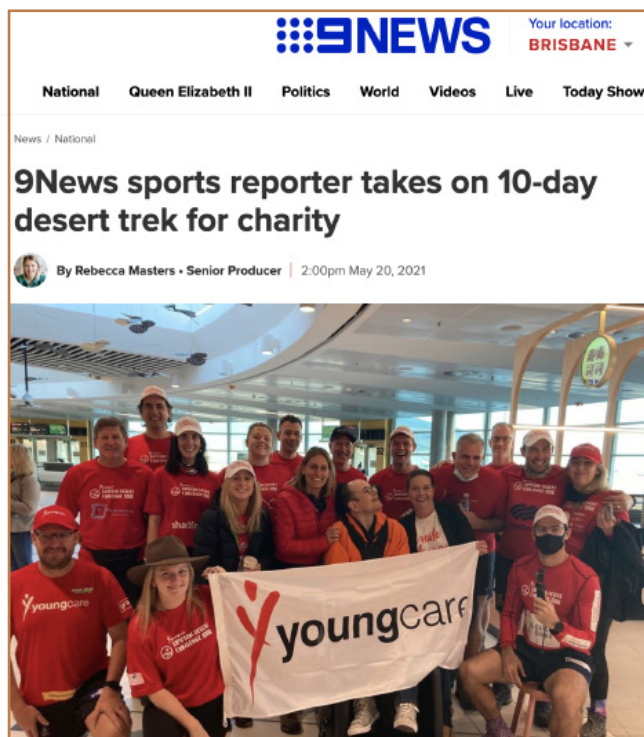 9NEWS
Your location:
BRISBANE
National Queen Elizabeth II Politics World Videos Live Today Show
News / National
9News sports reporter takes on 10-day
desert trek for charity
By Rebecca Masters • Senior Producer | 2:00pm May 20, 2021
youngcare
youngcare